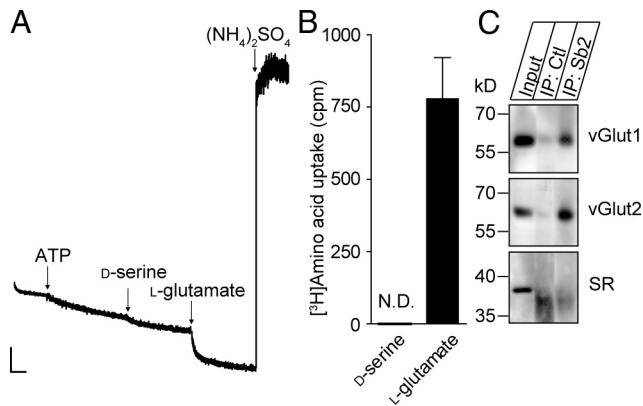 A
(NH₄)₂SO₄
ATP
D-serine
L-glutamate
B
[³H]Amino acid uptake (cpm)
1000
750
500
250
0
N.D.
D-serine
L-glutamate
C
Input
IP: Ctl
IP: Sb2
kD
70
55
vGlut1
70
55
vGlut2
40
35
SR